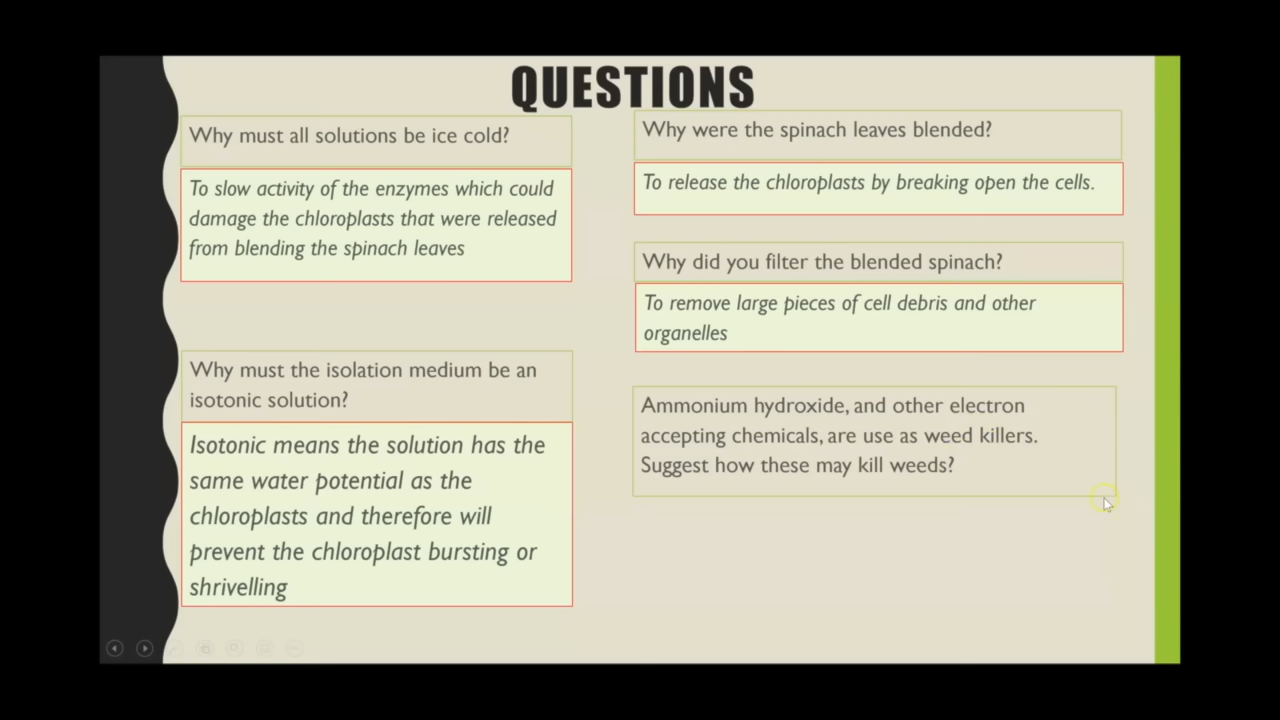 QUESTIONS
Why must all solutions be ice cold?
To slow activity of the enzymes which could
damage the chloroplasts that were released
from blending the spinach leaves
Why must the isolation medium be an
isotonic solution?
Isotonic means the solution has the
same water potential as the
chloroplasts and therefore will
prevent the chloroplast bursting or
shrivelling
Why were the spinach leaves blended?
To release the chloroplasts by breaking open the cells.
Why did you filter the blended spinach?
To remove large pieces of cell debris and other
organelles
Ammonium hydroxide, and other electron
accepting chemicals, are use as weed killers.
Suggest how these may kill weeds?